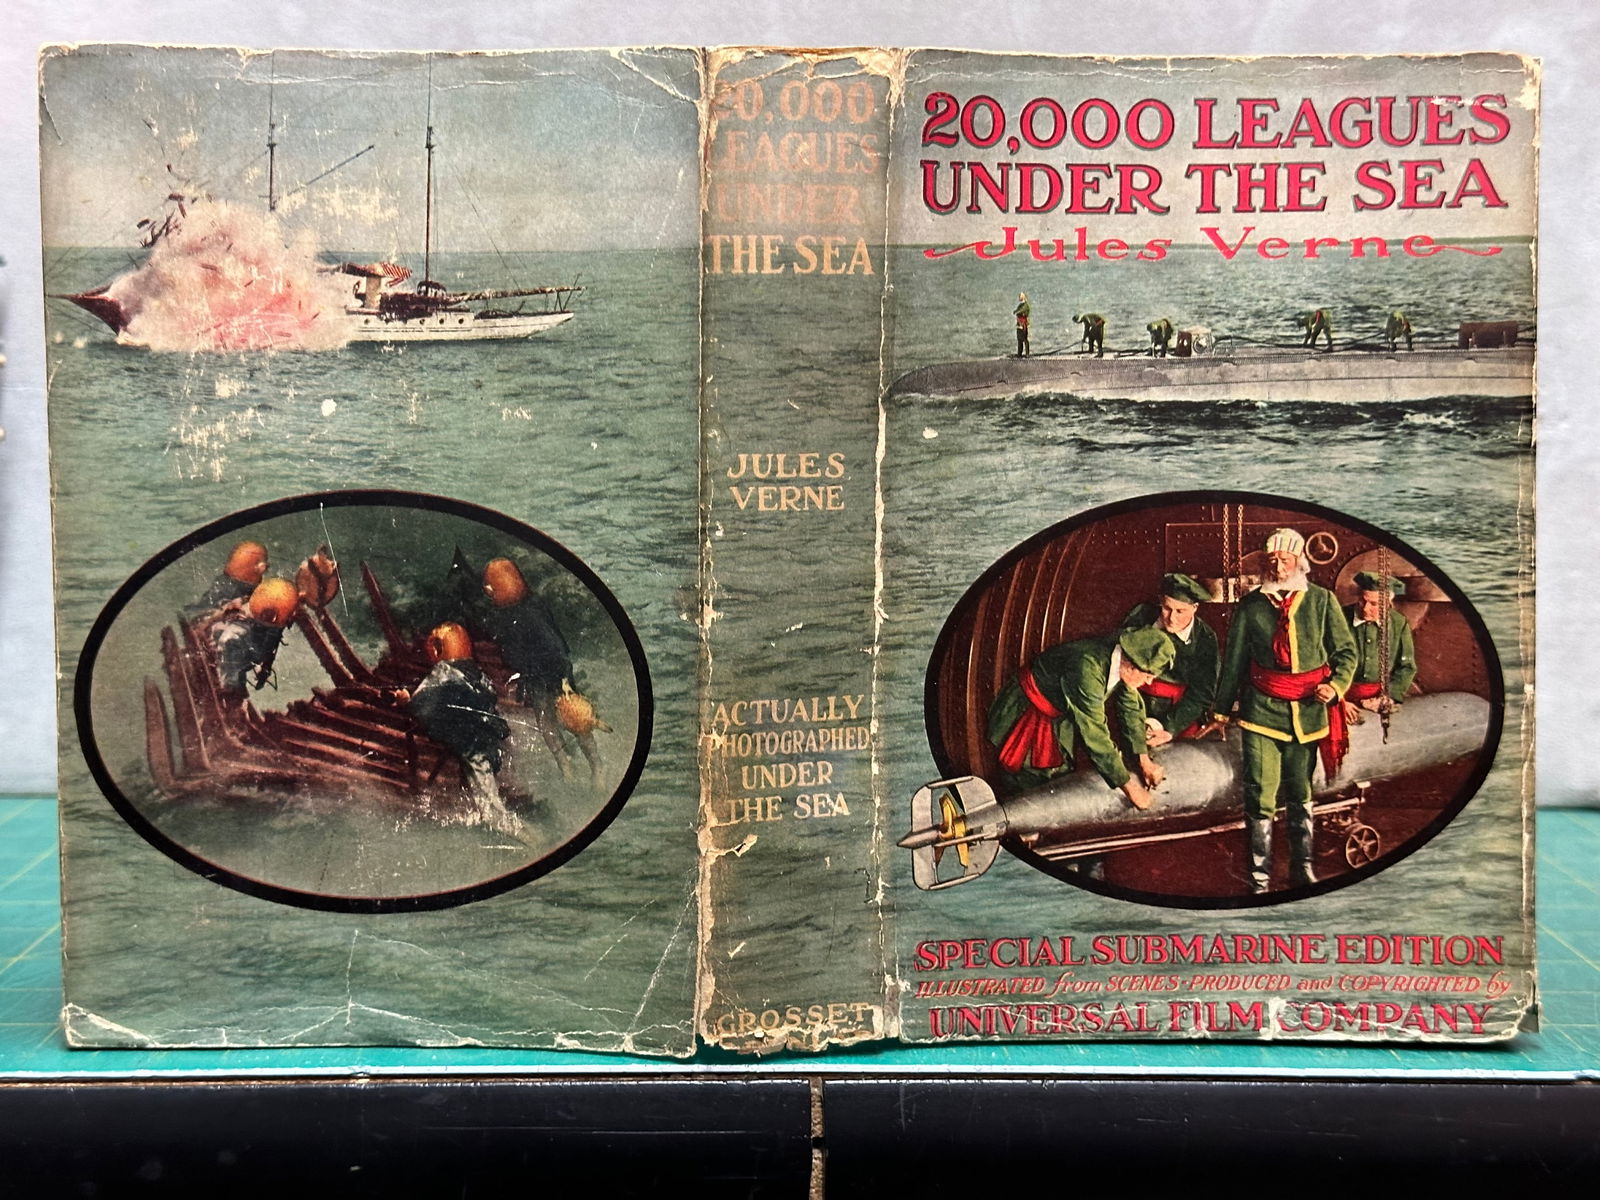 20,000
LEAGUES
UNDER
THE SEA
JULES
VERNE
ACTUALLY
PHOTOGRAPHED
UNDER
THE SEA
GROSSET
20,000 LEAGUES
UNDER THE SEA
Jules Verne
SPECIAL SUBMARINE EDITION
ILLUSTRATED from SCENES PRODUCED and COPYRIGHTED by
UNIVERSAL FILM COMPANY